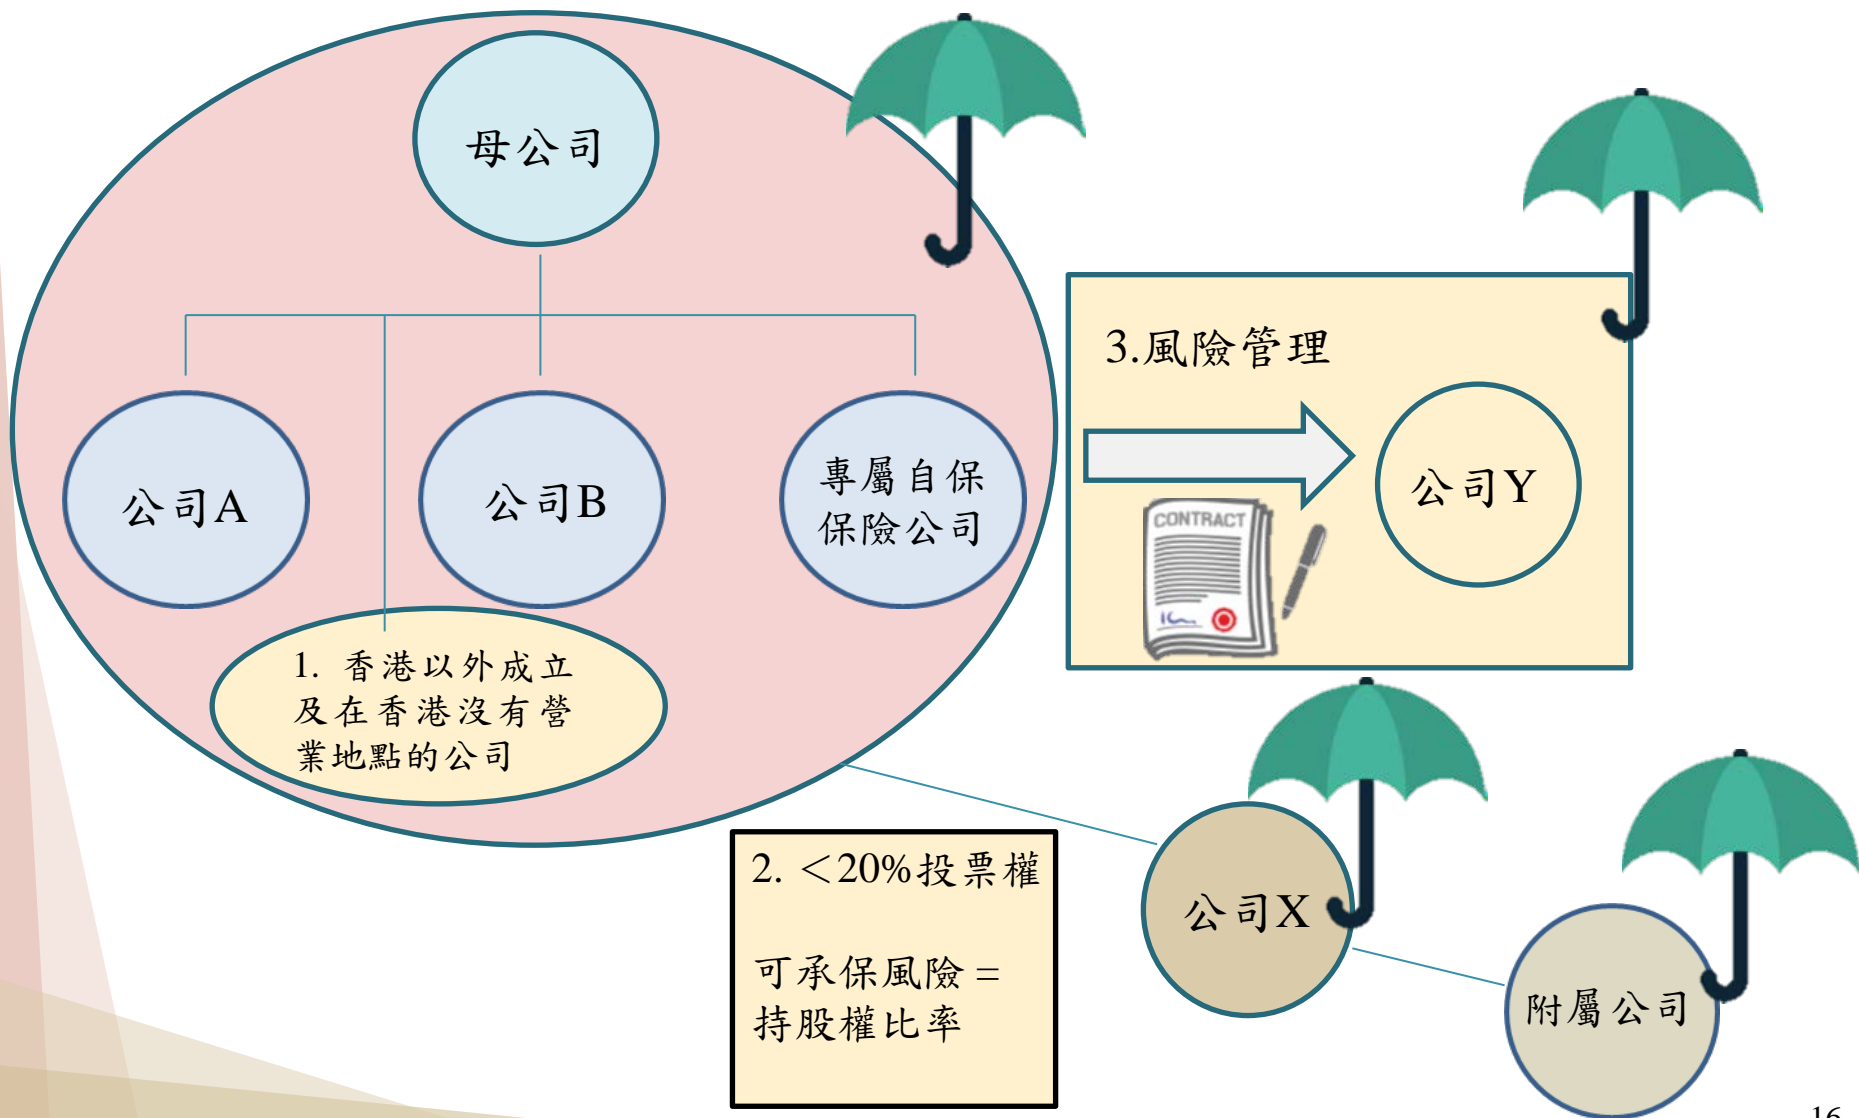 母公司
公司A
公司B
專屬自保
保險公司
1. 香港以外成立
及在香港沒有營
業地點的公司
3.風險管理
CONTRACT
公司Y
2. <20%投票權
可承保風險=
持股權比率
公司X
附屬公司
16